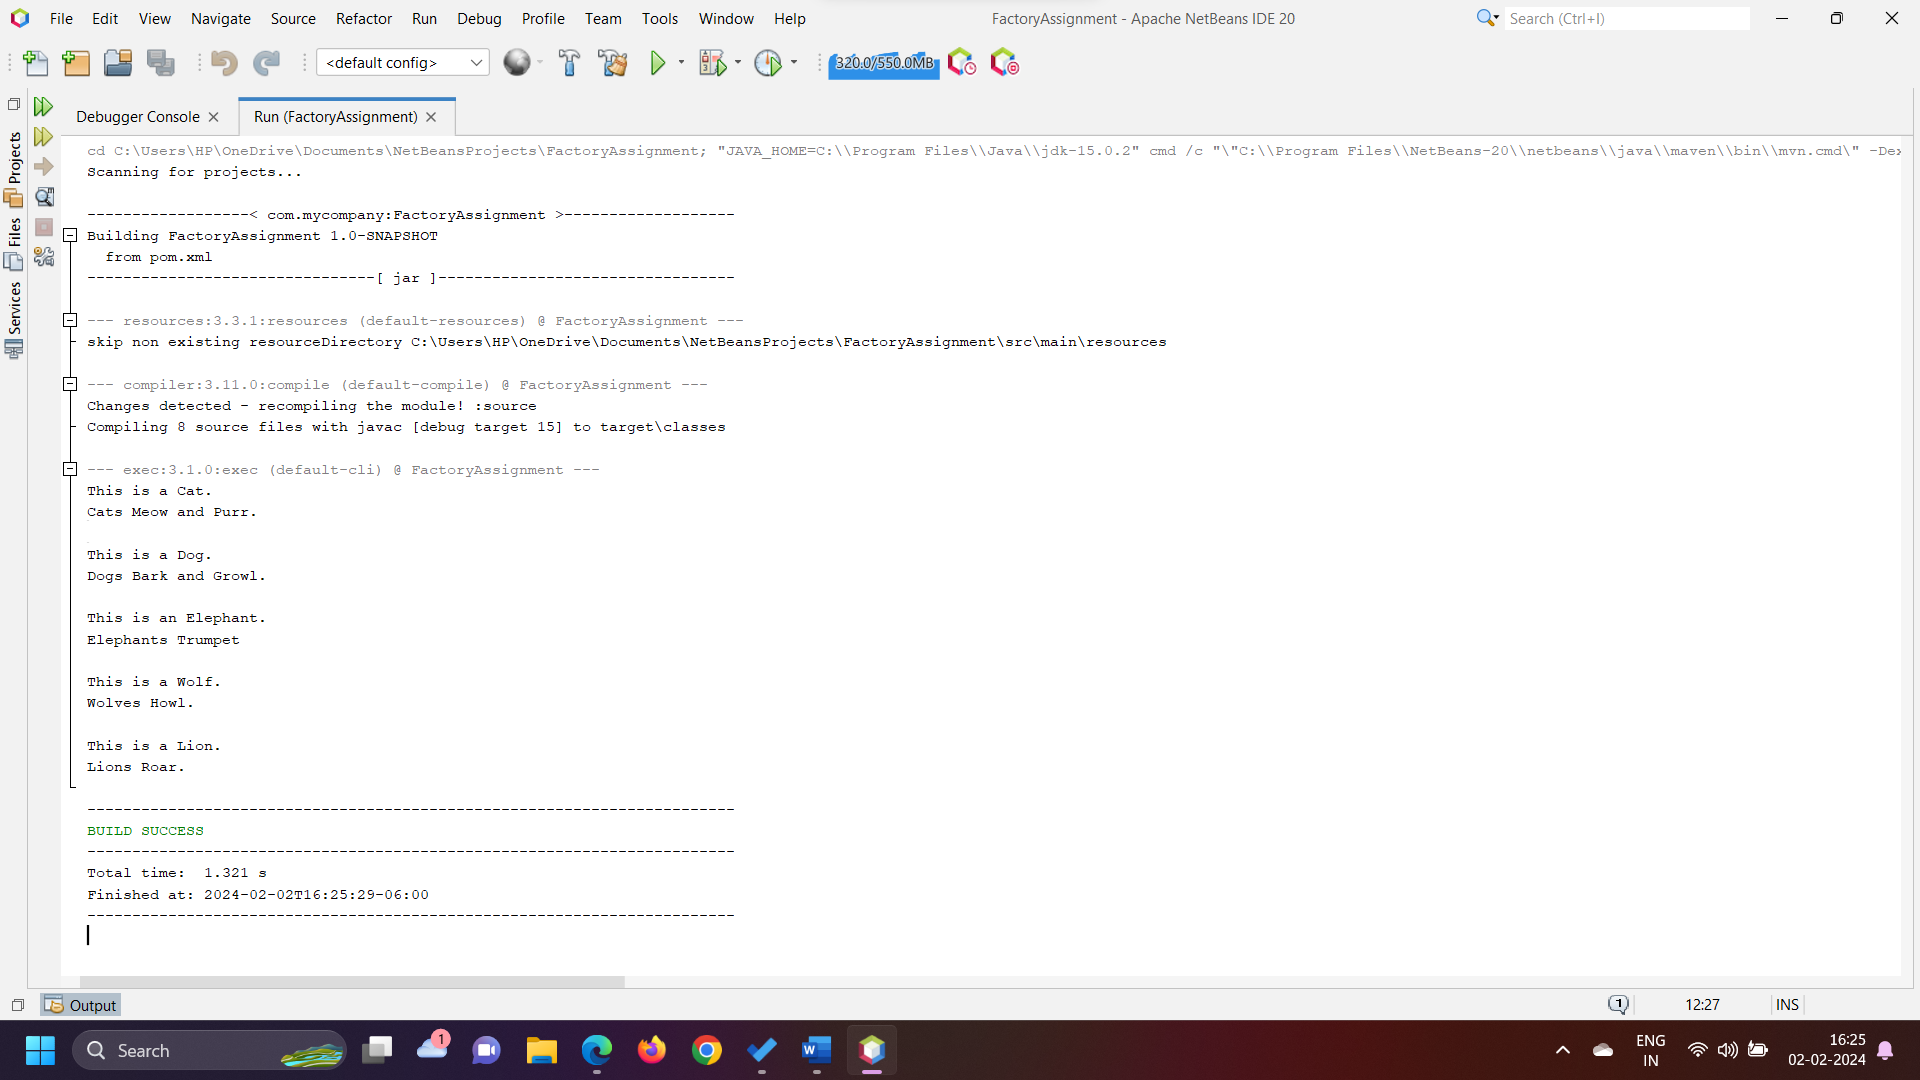 File Edit View Navigate Source Refactor Run Debug Profile Team Tools Window Help
FactoryAssignment - Apache NetBeans IDE 20
Search (Ctrl+I)
<default config>
320.0/550.0MB
Projects
Files
Services
Debugger Console
Run (FactoryAssignment)
cd C:\Users\HP\OneDrive\Documents\NetBeansProjects\FactoryAssignment; "JAVA_HOME=C:\\Program Files\\Java\\jdk-15.0.2" cmd /c "\"C:\\Program Files\\NetBeans-20\\netbeans\\java\\maven\\bin\\mvn.cmd\" -Dex
Scanning for projects...
------------------< com.mycompany:FactoryAssignment >-------------------
Building FactoryAssignment 1.0-SNAPSHOT
  from pom.xml
--------------------------------[ jar ]---------------------------------
--- resources:3.3.1:resources (default-resources) @ FactoryAssignment ---
skip non existing resourceDirectory C:\Users\HP\OneDrive\Documents\NetBeansProjects\FactoryAssignment\src\main\resources
--- compiler:3.11.0:compile (default-compile) @ FactoryAssignment ---
Changes detected - recompiling the module! :source
Compiling 8 source files with javac [debug target 15] to target\classes
--- exec:3.1.0:exec (default-cli) @ FactoryAssignment ---
This is a Cat.
Cats Meow and Purr.
This is a Dog.
Dogs Bark and Growl.
This is an Elephant.
Elephants Trumpet
This is a Wolf.
Wolves Howl.
This is a Lion.
Lions Roar.
------------------------------------------------------------------------
BUILD SUCCESS
------------------------------------------------------------------------
Total time:  1.321 s
Finished at: 2024-02-02T16:25:29-06:00
------------------------------------------------------------------------
Output
1
12:27
INS
Search
1
ENG
IN
16:25
02-02-2024